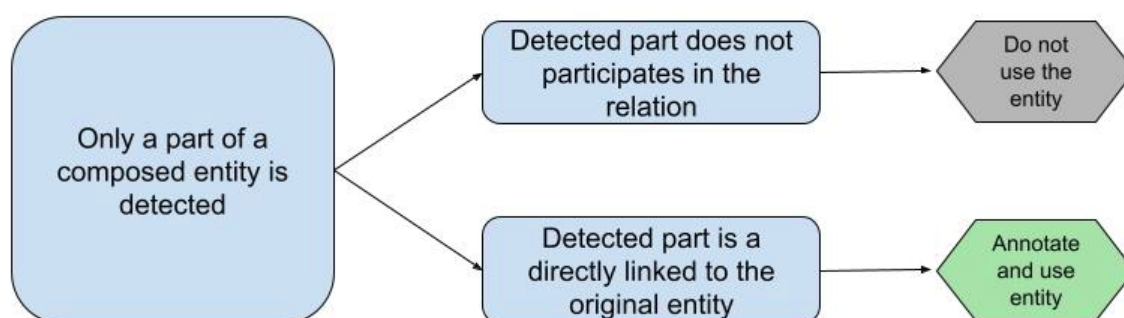 Only a part of a
composed entity is
detected
Detected part does not
participates in the
relation
Do not
use the
entity
Detected part is a
directly linked to the
original entity
Annotate
and use
entity